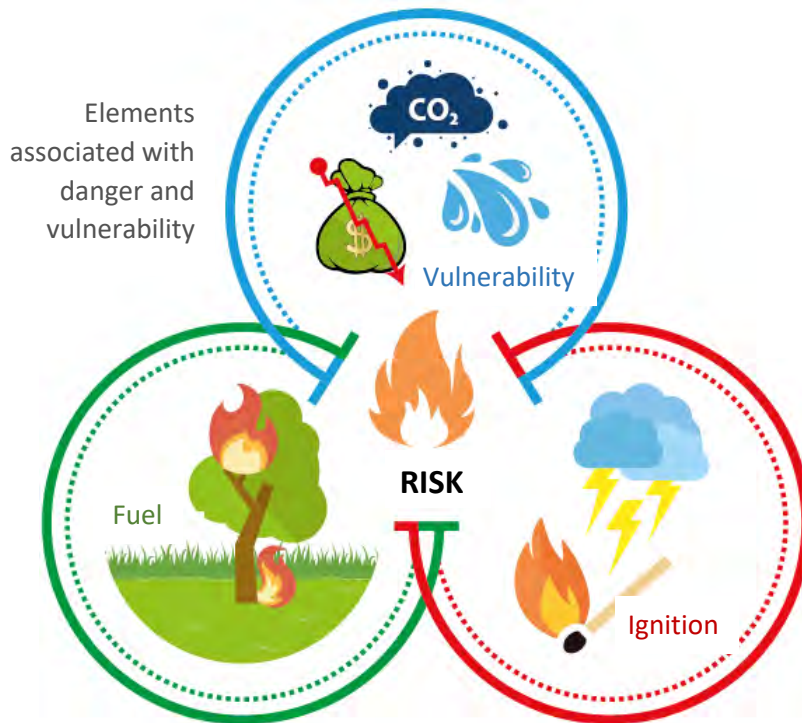 CO₂
Elements
associated with
danger and
vulnerability
$
Vulnerability
RISK
Fuel
Ignition